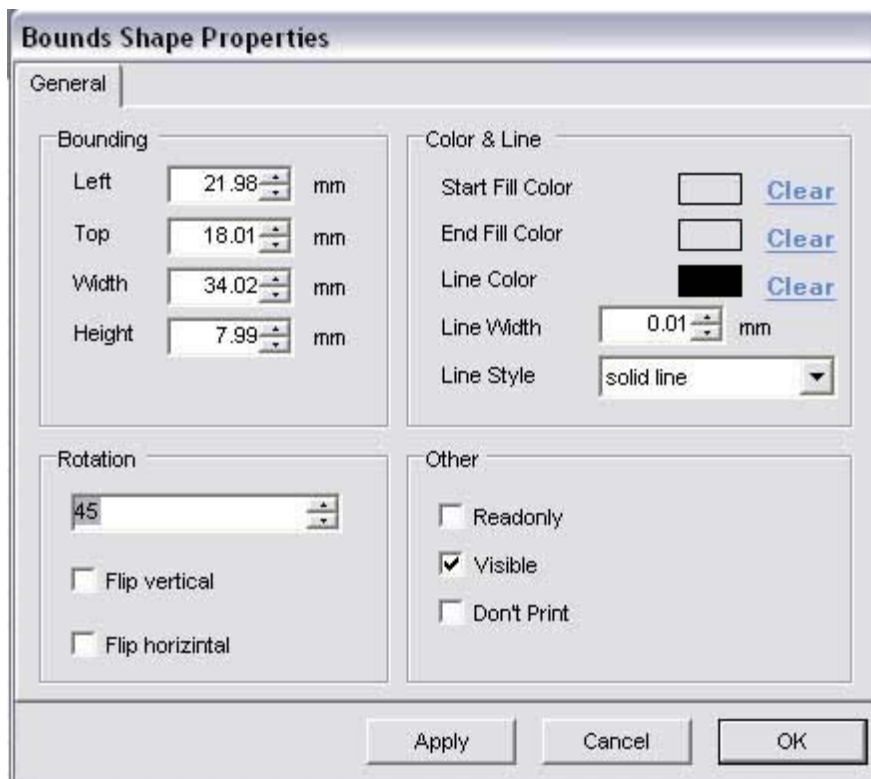 Bounds Shape Properties
General
Bounding
Left 21.98 mm
Top 18.01 mm
Width 34.02 mm
Height 7.99 mm
Color & Line
Start Fill Color Clear
End Fill Color Clear
Line Color Clear
Line Width 0.01 mm
Line Style solid line
Rotation
45
Flip vertical
Flip horizintal
Other
Readonly
Visible
Don't Print
Apply Cancel OK